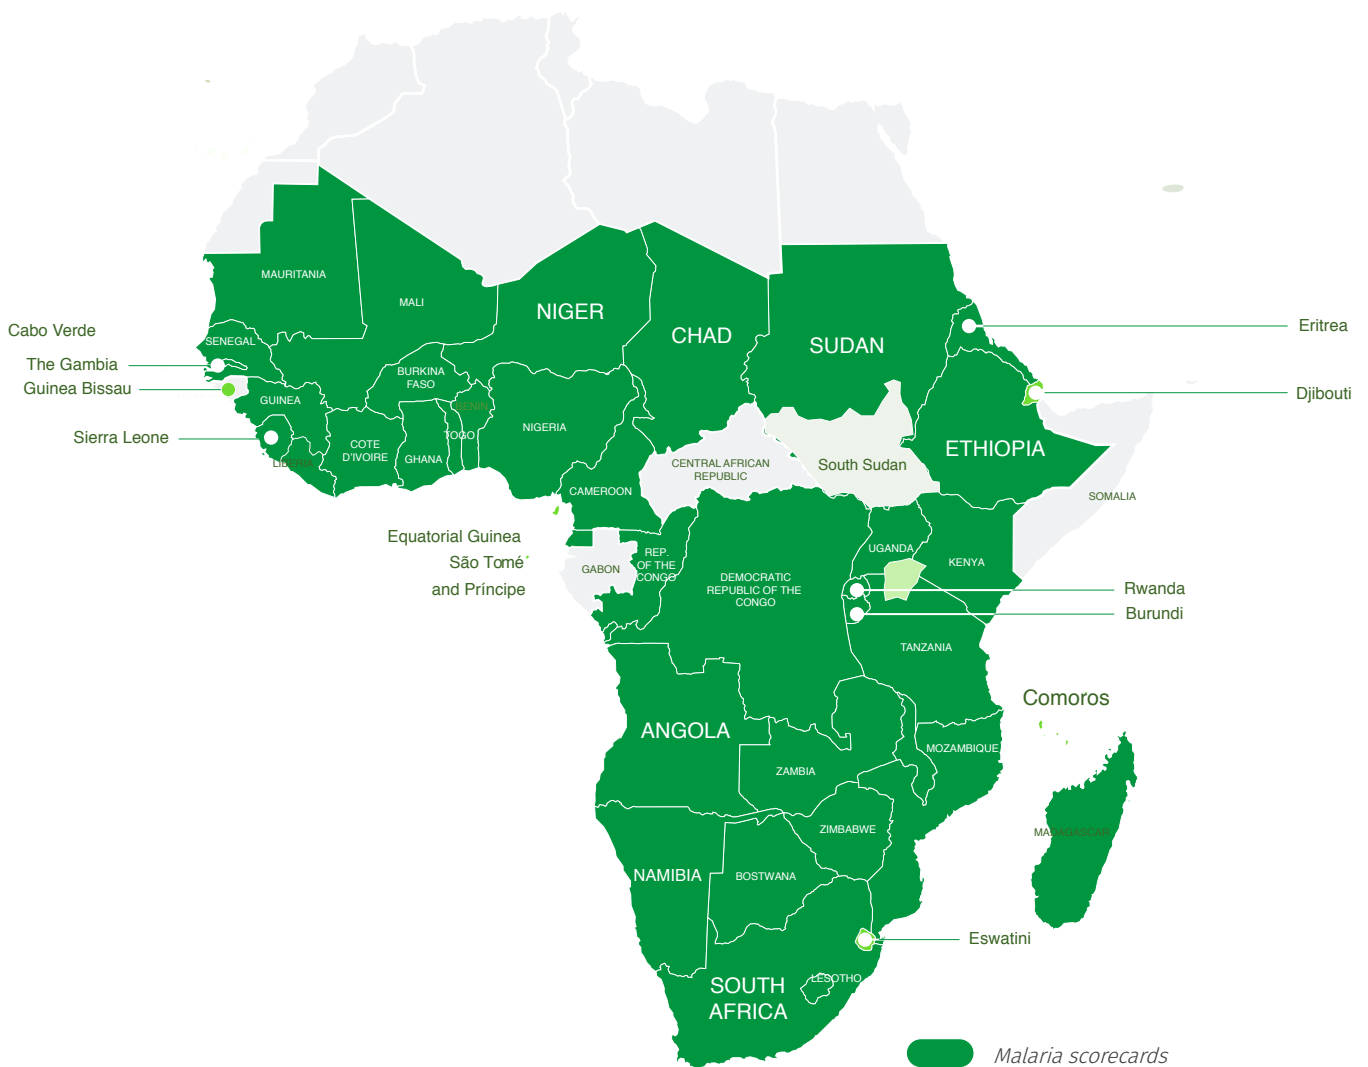 MAURITANIA
MALI
NIGER
CHAD
SUDAN
Cabo Verde
Eritrea
SENEGAL
The Gambia
BURKINA
FASO
Guinea Bissau
Djibouti
GUINEA
BENIN
NIGERIA
Sierra Leone
TOGO
COTE
D'IVOIRE
GHANA
LIBERIA
ETHIOPIA
CENTRAL AFRICAN
REPUBLIC
South Sudan
CAMEROON
SOMALIA
Equatorial Guinea
São Tomé
and Príncipe
GABON
REP.
OF THE
CONGO
UGANDA
KENYA
DEMOCRATIC
REPUBLIC OF THE
CONGO
Rwanda
Burundi
TANZANIA
Comoros
ANGOLA
MOZAMBIQUE
ZAMBIA
ZIMBABWE
MADAGASCAR
NAMIBIA
BOSTWANA
Eswatini
LESOTHO
SOUTH
AFRICA
Malaria scorecards